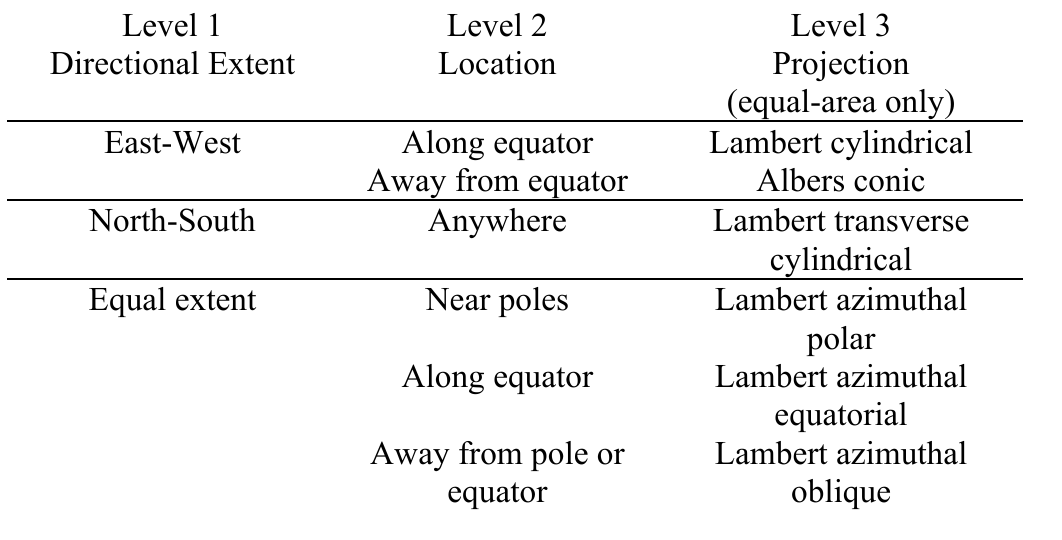 Level 1 Level 2 Level 3
Directional Extent Location Projection
(equal-area only)
East-West Along equator Lambert cylindrical
Away from equator Albers conic
North-South Anywhere Lambert transverse
cylindrical
Equal extent Near poles Lambert azimuthal
polar
Along equator Lambert azimuthal
equatorial
Away from pole or Lambert azimuthal
equator oblique